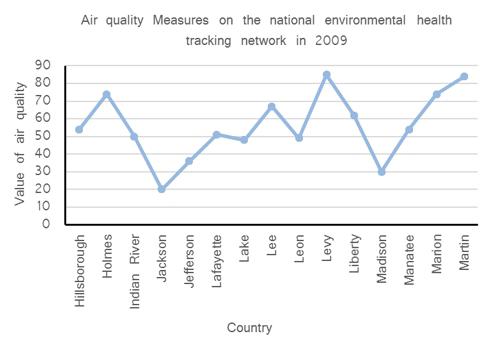 Air quality Measures on the national environmental health
tracking network in 2009
Value of air quality
90
80
70
60
50
40
30
20
10
0
Hillsborough
Holmes
Indian River
Jackson
Jefferson
Lafayette
Lake
Lee
Leon
Levy
Liberty
Madison
Manatee
Marion
Martin
Country